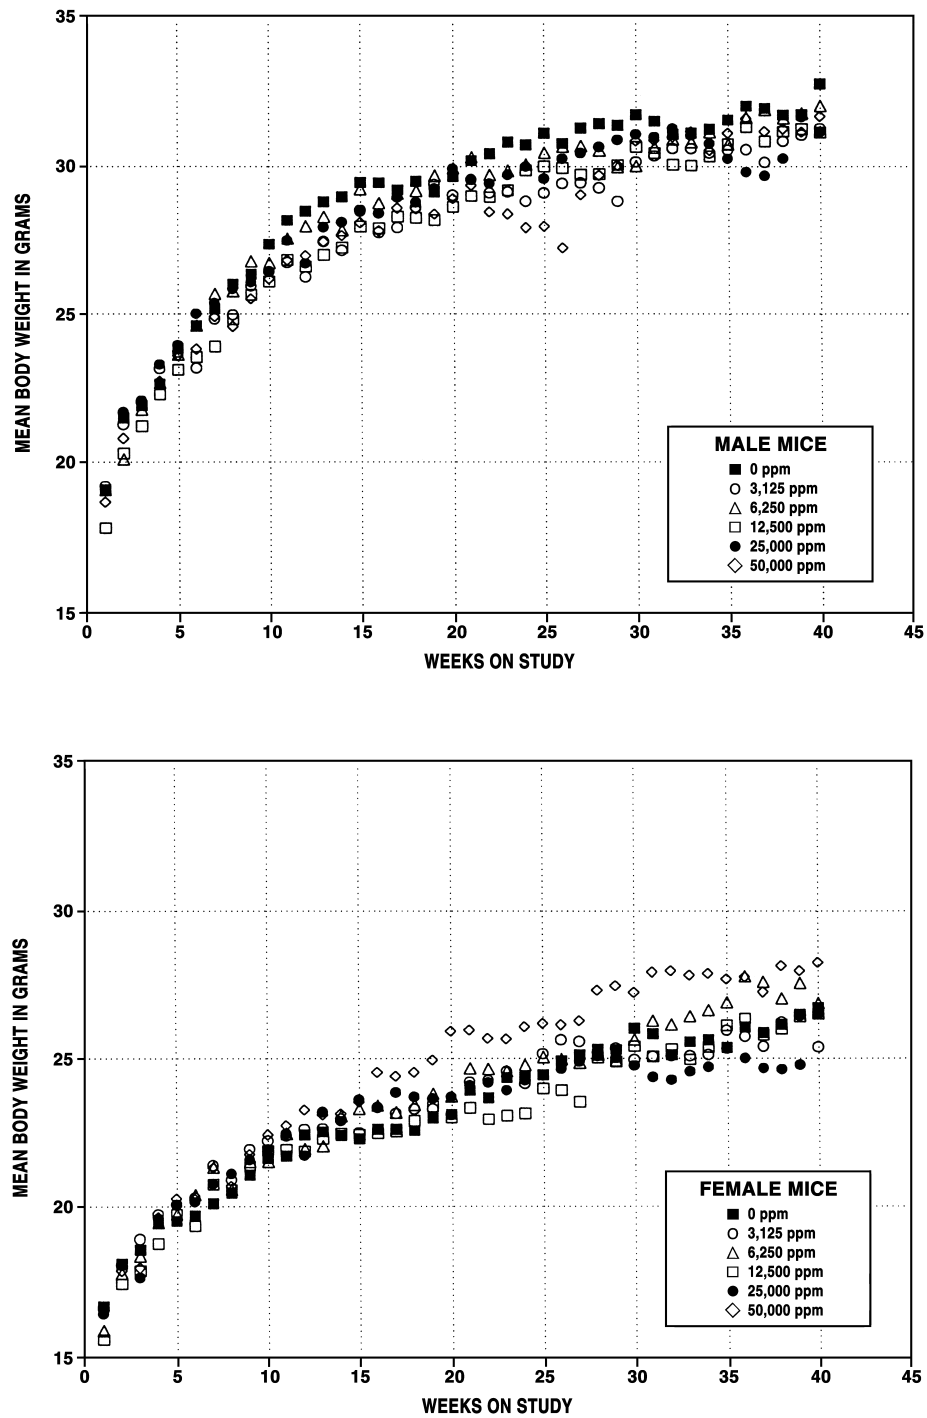 35
30
25
20
15
MEAN BODY WEIGHT IN GRAMS
MALE MICE
0 ppm
3,125 ppm
6,250 ppm
12,500 ppm
25,000 ppm
50,000 ppm
0 5 10 15 20 25 30 35 40 45
WEEKS ON STUDY
35
30
25
20
15
MEAN BODY WEIGHT IN GRAMS
FEMALE MICE
0 ppm
3,125 ppm
6,250 ppm
12,500 ppm
25,000 ppm
50,000 ppm
0 5 10 15 20 25 30 35 40 45
WEEKS ON STUDY